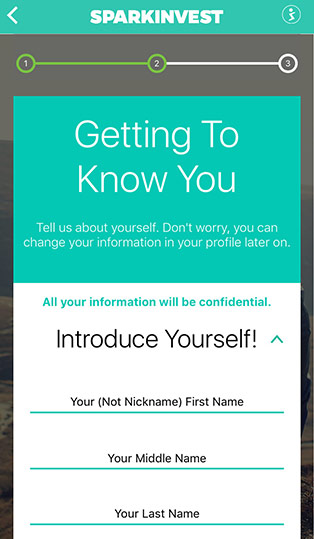 SPARKINVEST
1 2 3
Getting To
Know You
Tell us about yourself. Don't worry, you can
change your information in your profile later on.
All your information will be confidential.
Introduce Yourself!
Your (Not Nickname) First Name
Your Middle Name
Your Last Name